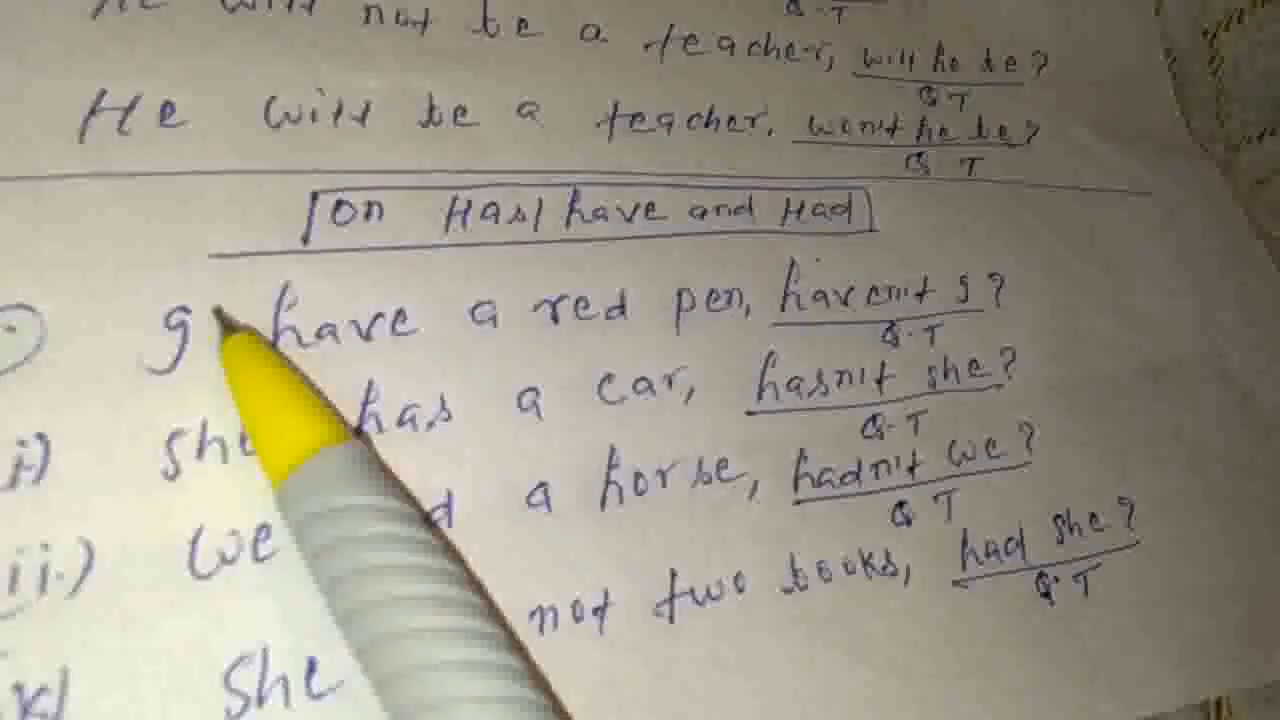 He will not be a teacher, will he be?
Q.T
Q T
He will be a teacher, won't he be?
Q T
On Has/have and Had
I have a red pen, haven't I?
Q.T
i.) She has a car, hasn't she?
Q.T
ii.) We a horse, hadn't we?
Q T
She not two books, had she?
Q.T